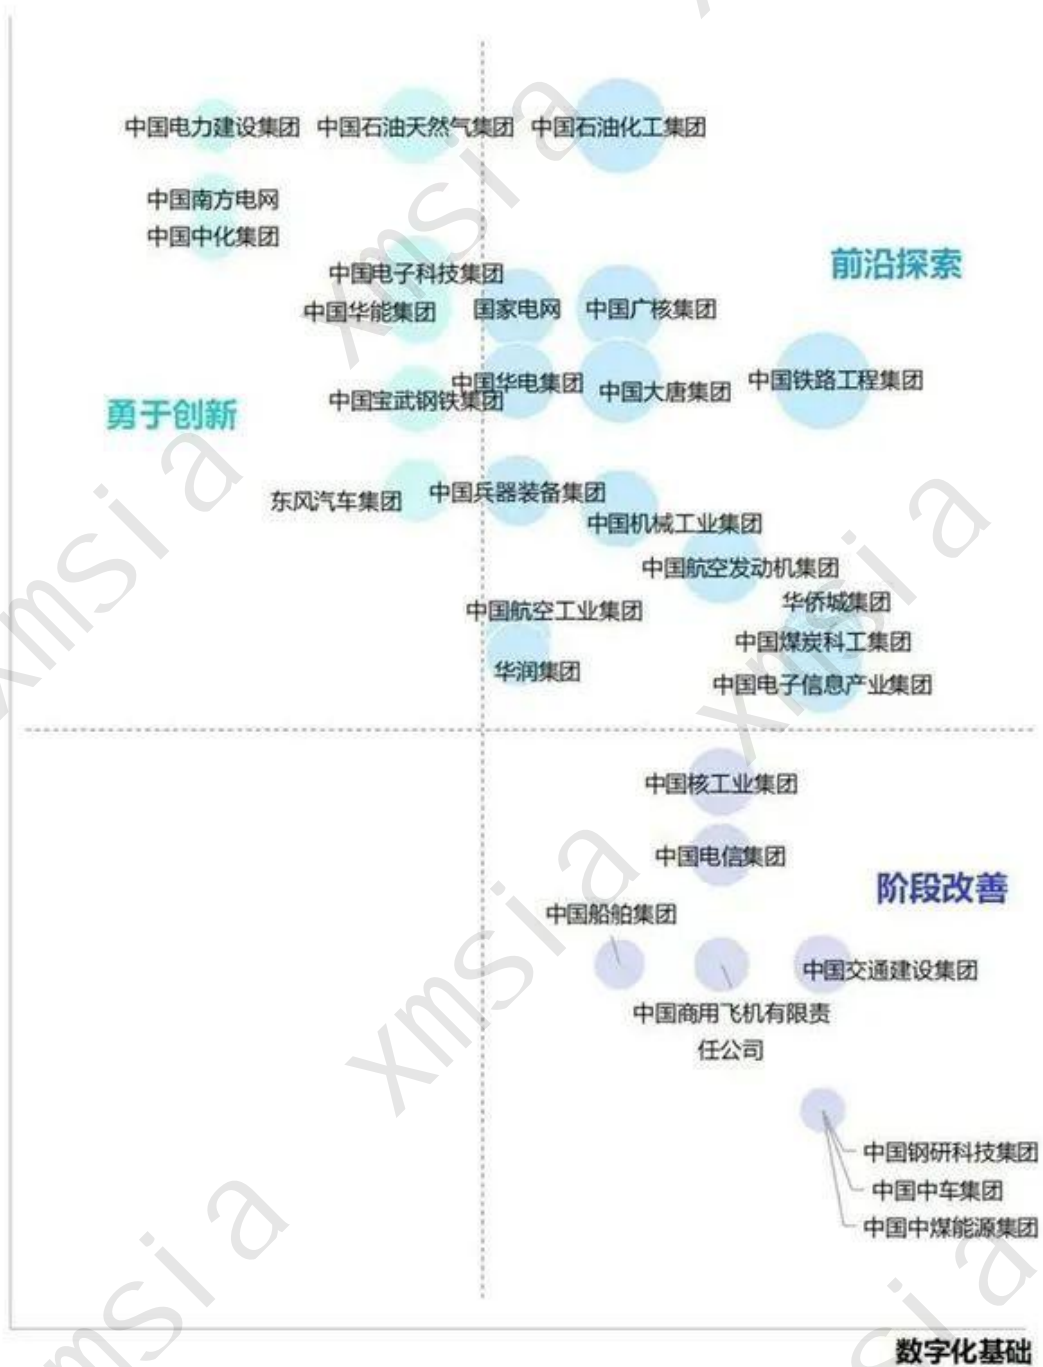 中国电力建设集团
中国石油天然气集团
中国石油化工集团
中国南方电网
中国中化集团
前沿探索
中国电子科技集团
中国华能集团
国家电网
中国广核集团
中国华电集团
中国大唐集团
中国铁路工程集团
中国宝武钢铁集团
勇于创新
东风汽车集团
中国兵器装备集团
中国机械工业集团
中国航空发动机集团
华侨城集团
中国航空工业集团
中国煤炭科工集团
华润集团
中国电子信息产业集团
中国核工业集团
中国电信集团
阶段改善
中国船舶集团
中国交通建设集团
中国商用飞机有限责
任公司
中国钢研科技集团
中国中车集团
中国中煤能源集团
数字化基础
xmsia
xmsia
xmsia
xmsia
xmsia